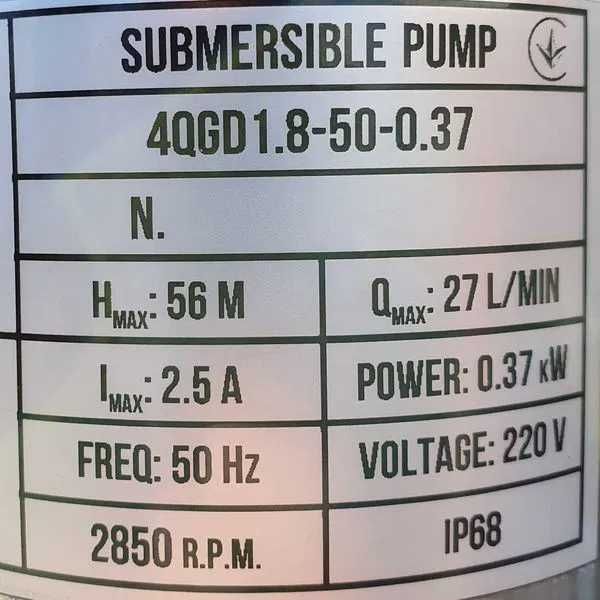 SUBMERSIBLE PUMP
4QGD1.8-50-0.37
N.
HMAX: 56 M
QMAX: 27 L/MIN
IMAX: 2.5 A
POWER: 0.37 kW
FREQ: 50 Hz
VOLTAGE: 220 V
2850 R.P.M.
IP68